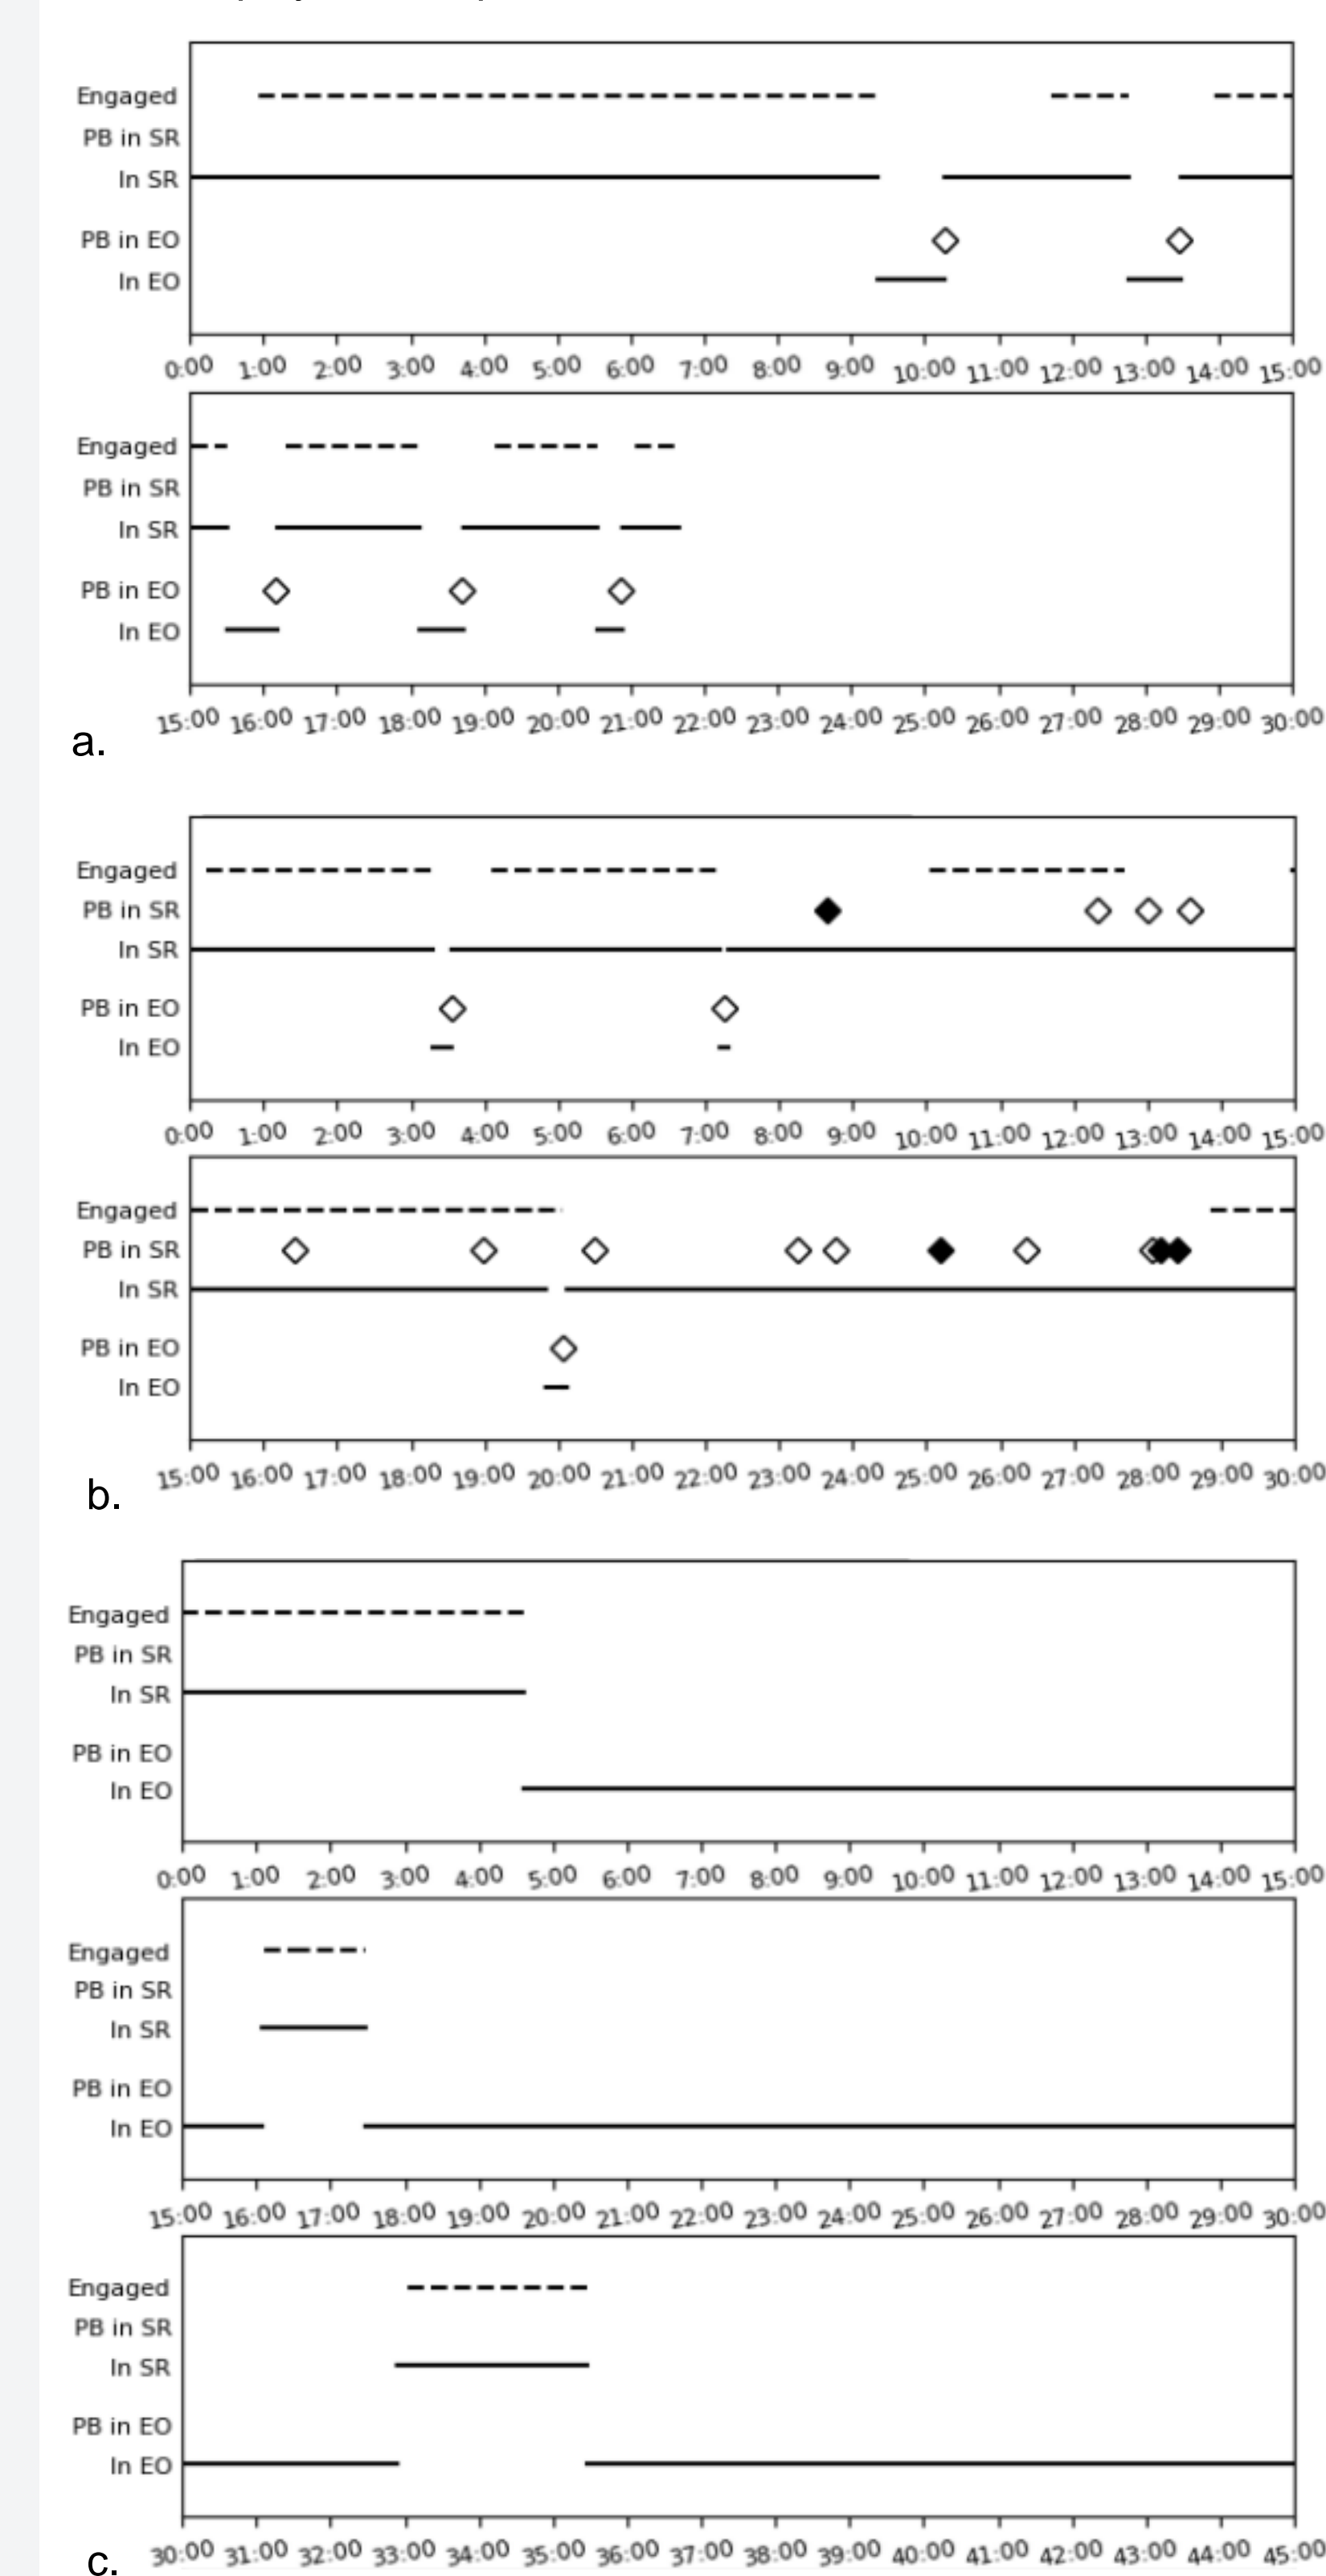 Engaged
PB in SR
In SR
PB in EO
In EO
0:00 1:00 2:00 3:00 4:00 5:00 6:00 7:00 8:00 9:00 10:00 11:00 12:00 13:00 14:00 15:00
Engaged
PB in SR
In SR
PB in EO
In EO
15:00 16:00 17:00 18:00 19:00 20:00 21:00 22:00 23:00 24:00 25:00 26:00 27:00 28:00 29:00 30:00
a.
Engaged
PB in SR
In SR
PB in EO
In EO
0:00 1:00 2:00 3:00 4:00 5:00 6:00 7:00 8:00 9:00 10:00 11:00 12:00 13:00 14:00 15:00
Engaged
PB in SR
In SR
PB in EO
In EO
15:00 16:00 17:00 18:00 19:00 20:00 21:00 22:00 23:00 24:00 25:00 26:00 27:00 28:00 29:00 30:00
b.
Engaged
PB in SR
In SR
PB in EO
In EO
0:00 1:00 2:00 3:00 4:00 5:00 6:00 7:00 8:00 9:00 10:00 11:00 12:00 13:00 14:00 15:00
Engaged
PB in SR
In SR
PB in EO
In EO
15:00 16:00 17:00 18:00 19:00 20:00 21:00 22:00 23:00 24:00 25:00 26:00 27:00 28:00 29:00 30:00
Engaged
PB in SR
In SR
PB in EO
In EO
30:00 31:00 32:00 33:00 34:00 35:00 36:00 37:00 38:00 39:00 40:00 41:00 42:00 43:00 44:00 45:00
c.